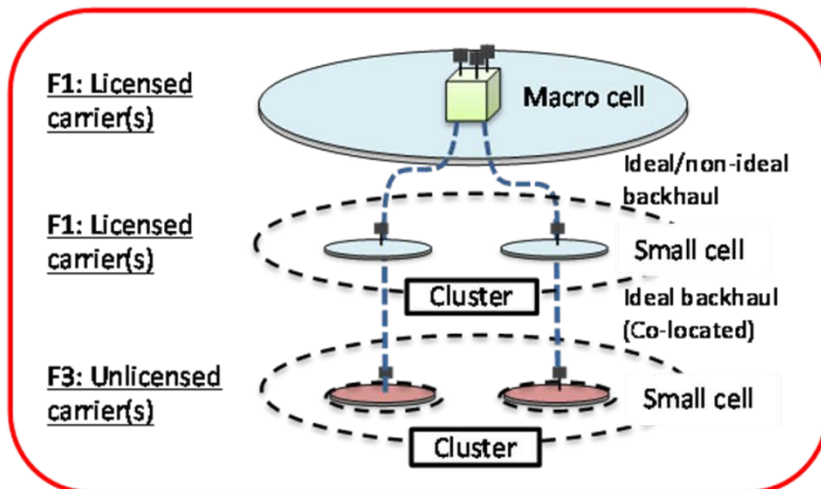 F1: Licensed
carrier(s)
Macro cell
Ideal/non-ideal
backhaul
F1: Licensed
carrier(s)
Small cell
Cluster
Ideal backhaul
(Co-located)
F3: Unlicensed
carrier(s)
Small cell
Cluster